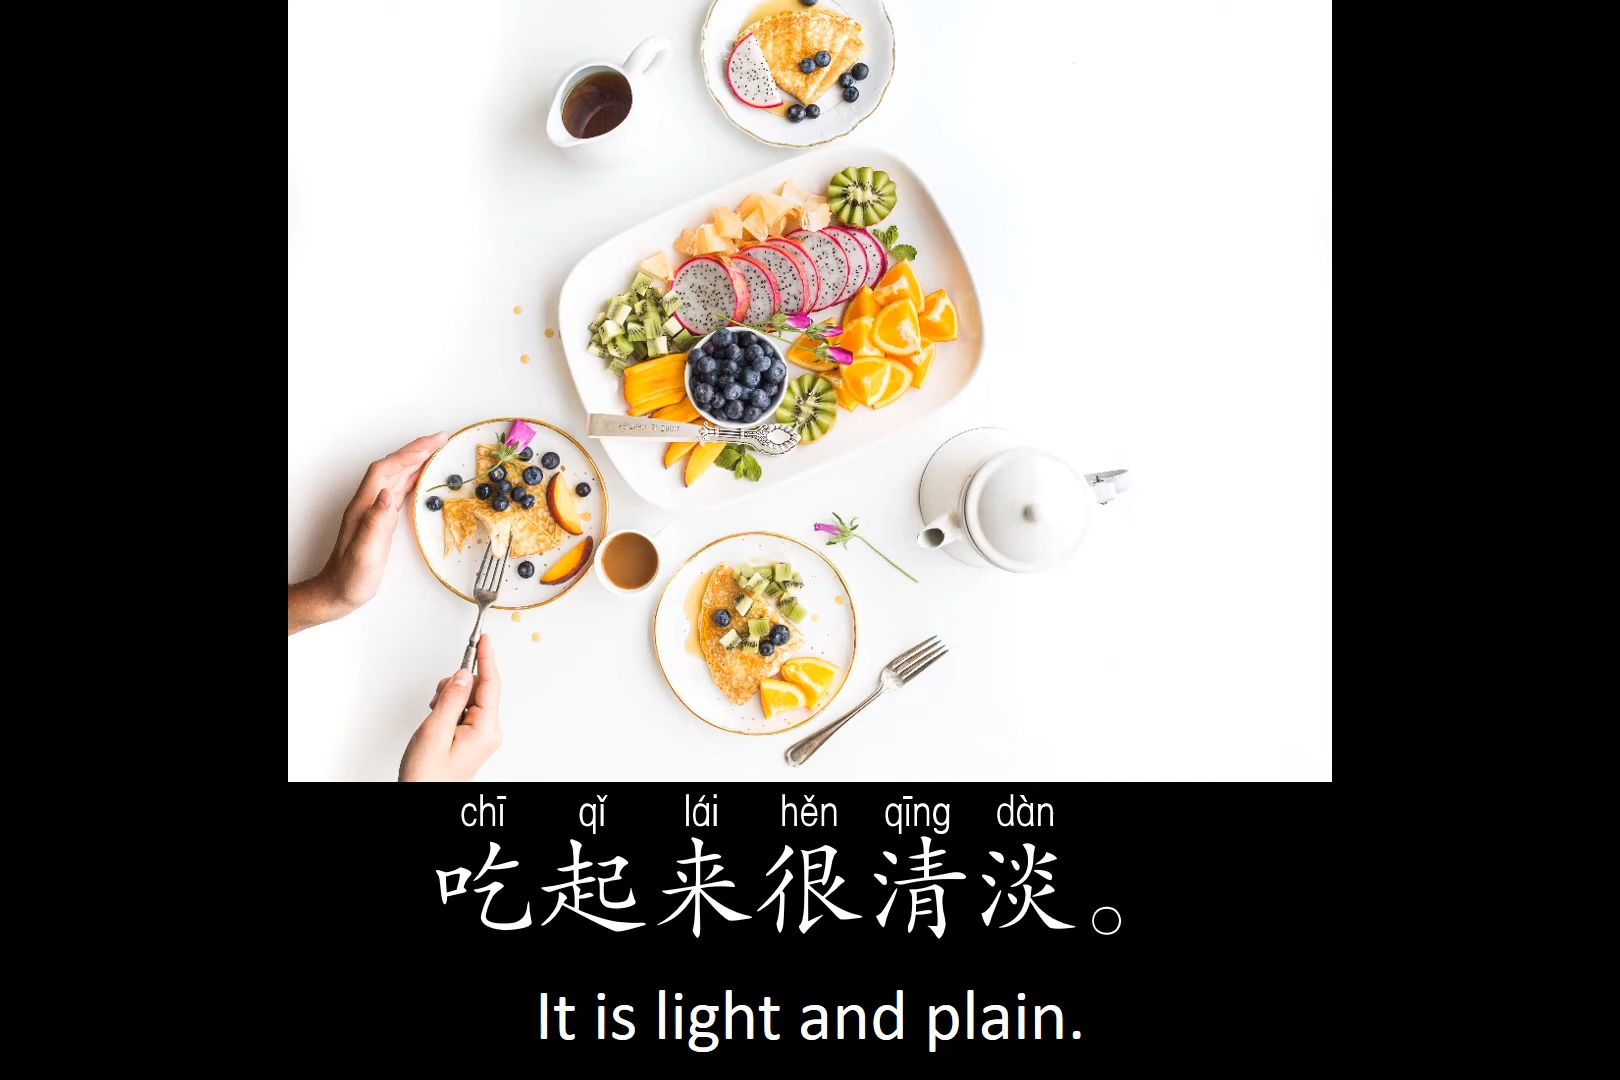 chī qǐ lái hěn qīng dàn
吃起来很清淡。
It is light and plain.